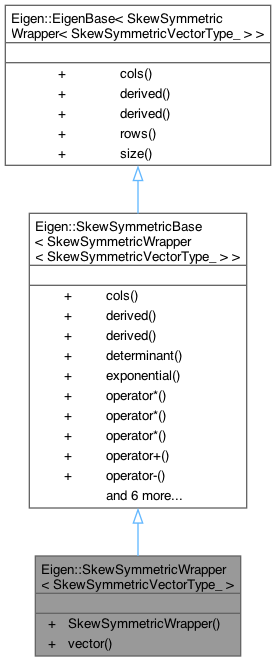 Eigen::EigenBase< SkewSymmetric
Wrapper< SkewSymmetricVectorType_ > >
+ cols()
+ derived()
+ derived()
+ rows()
+ size()
Eigen::SkewSymmetricBase
< SkewSymmetricWrapper
< SkewSymmetricVectorType_ > >
+ cols()
+ derived()
+ derived()
+ determinant()
+ exponential()
+ operator*()
+ operator*()
+ operator*()
+ operator+()
+ operator-()
and 6 more...
Eigen::SkewSymmetricWrapper
< SkewSymmetricVectorType_ >
+ SkewSymmetricWrapper()
+ vector()